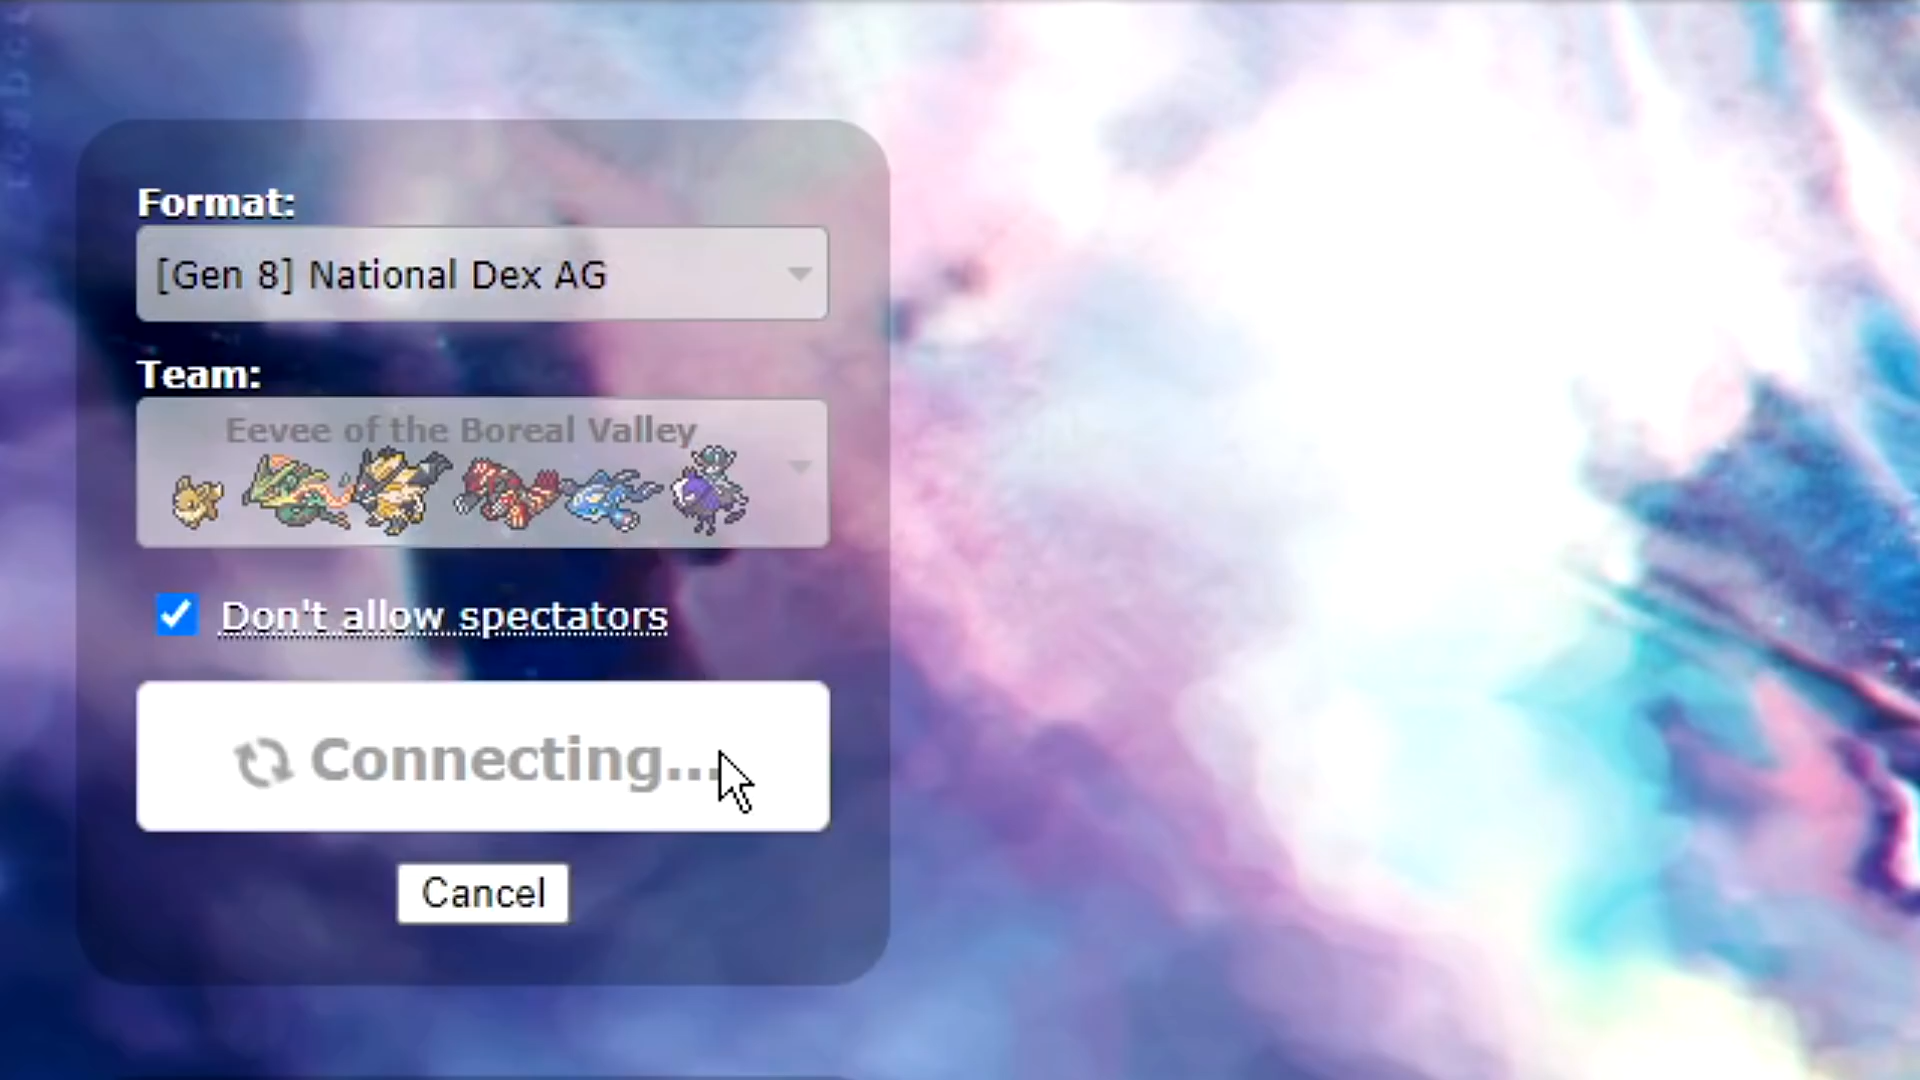 Format:
[Gen 8] National Dex AG
Team:
Eevee of the Boreal Valley
Don't allow spectators
Connecting...
Cancel